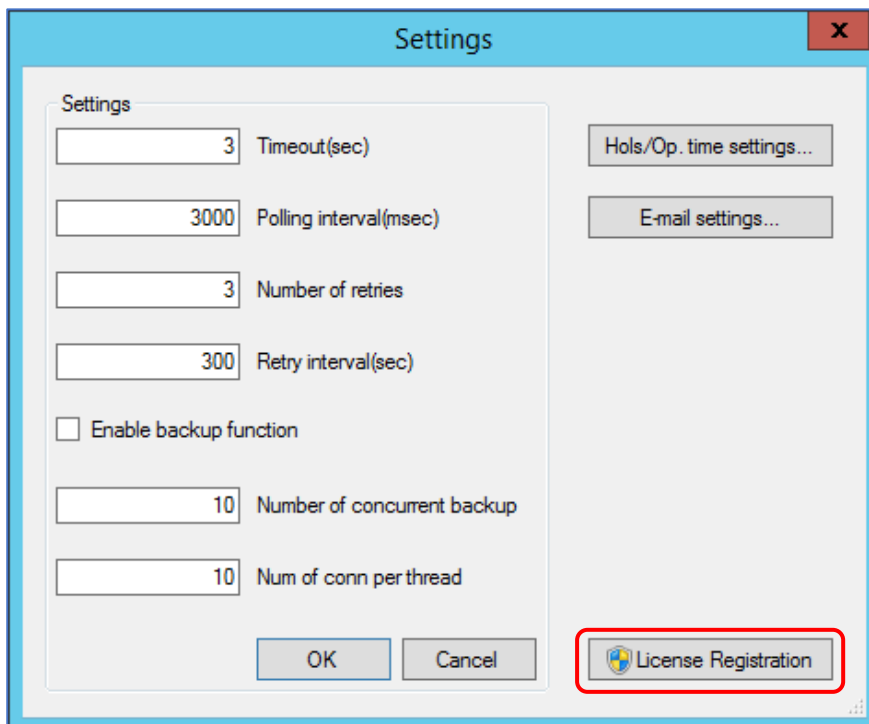 Settings
x
Settings
3 Timeout(sec)
Hols/Op. time settings...
3000 Polling interval(msec)
E-mail settings...
3 Number of retries
300 Retry interval(sec)
Enable backup function
10 Number of concurrent backup
10 Num of conn per thread
OK
Cancel
License Registration